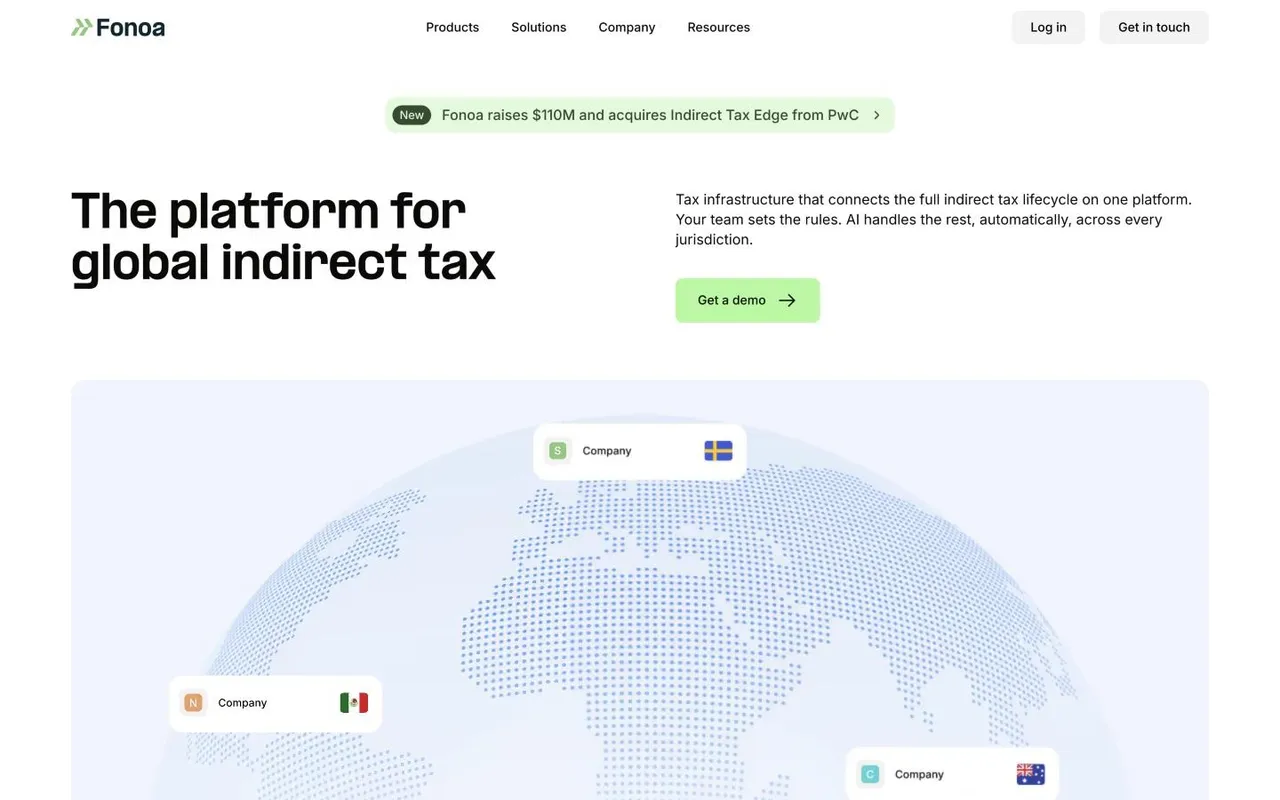 Fonoa
Products
Solutions
Company
Resources
Log in
Get in touch
New
Fonoa raises $110M and acquires Indirect Tax Edge from PwC
The platform for
global indirect tax
Tax infrastructure that connects the full indirect tax lifecycle on one platform.
Your team sets the rules. AI handles the rest, automatically, across every
jurisdiction.
Get a demo
S
Company
N
Company
C
Company